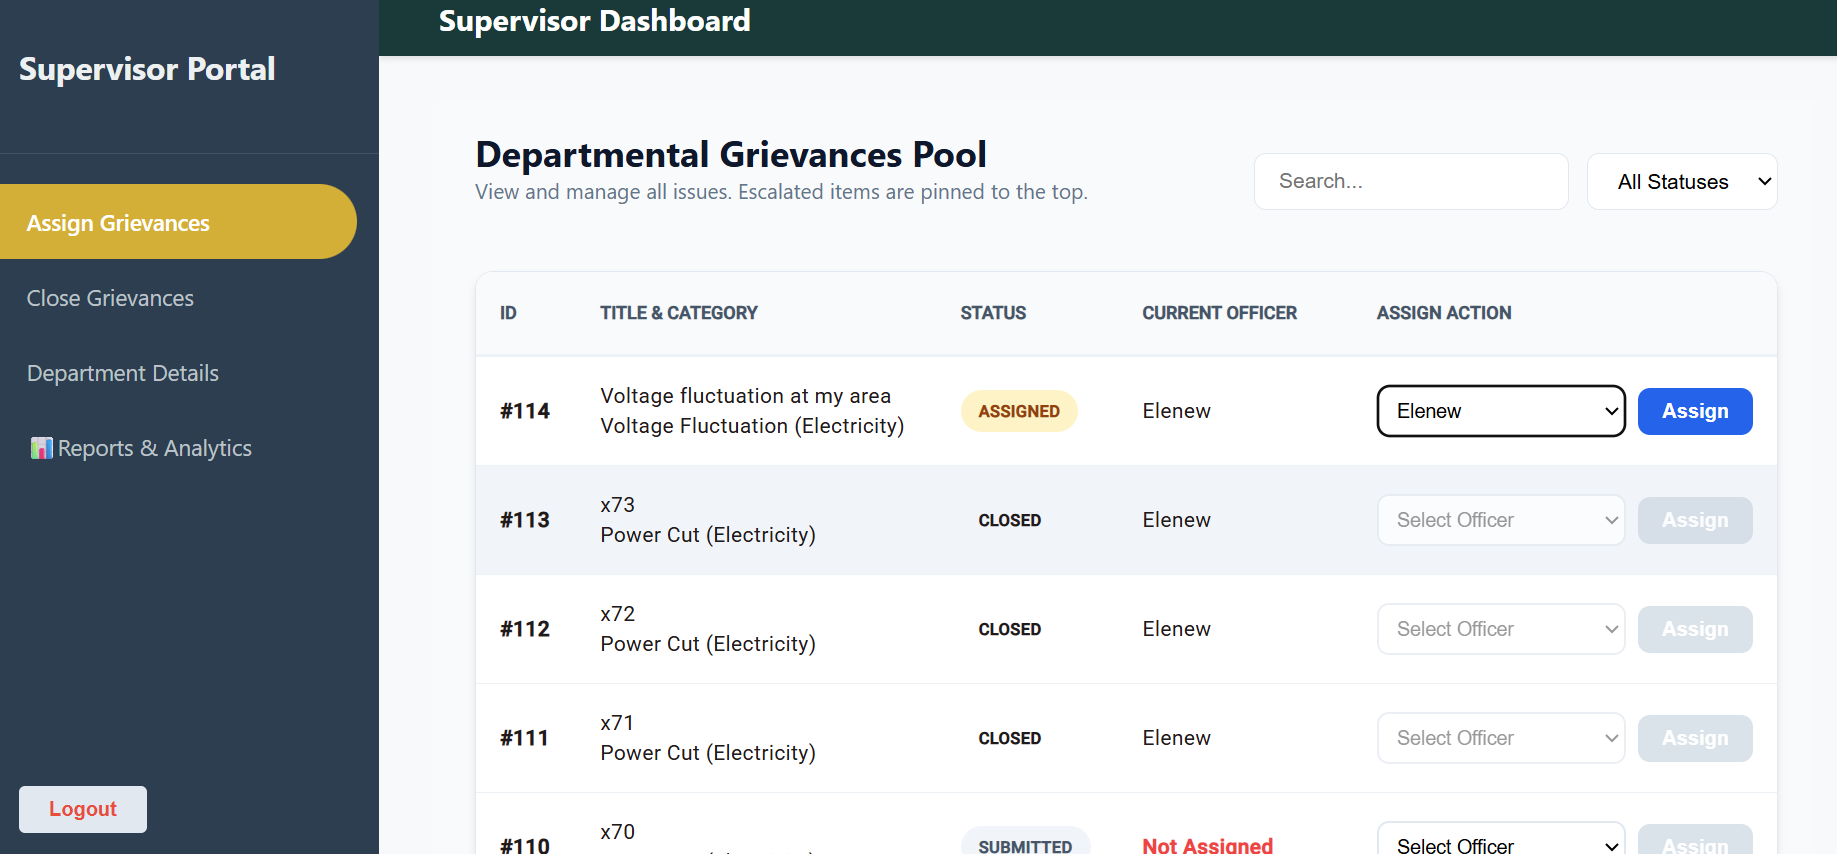 Supervisor Portal
Assign Grievances
Close Grievances
Department Details
Reports & Analytics
Logout
Supervisor Dashboard
Departmental Grievances Pool
View and manage all issues. Escalated items are pinned to the top.
Search...
All Statuses
ID TITLE & CATEGORY STATUS CURRENT OFFICER ASSIGN ACTION
#114 Voltage fluctuation at my area ASSIGNED Elenew Elenew Assign
Voltage Fluctuation (Electricity)
#113 x73 CLOSED Elenew Select Officer Assign
Power Cut (Electricity)
#112 x72 CLOSED Elenew Select Officer Assign
Power Cut (Electricity)
#111 x71 CLOSED Elenew Select Officer Assign
Power Cut (Electricity)
#110 x70 SUBMITTED Not Assigned Select Officer Assign